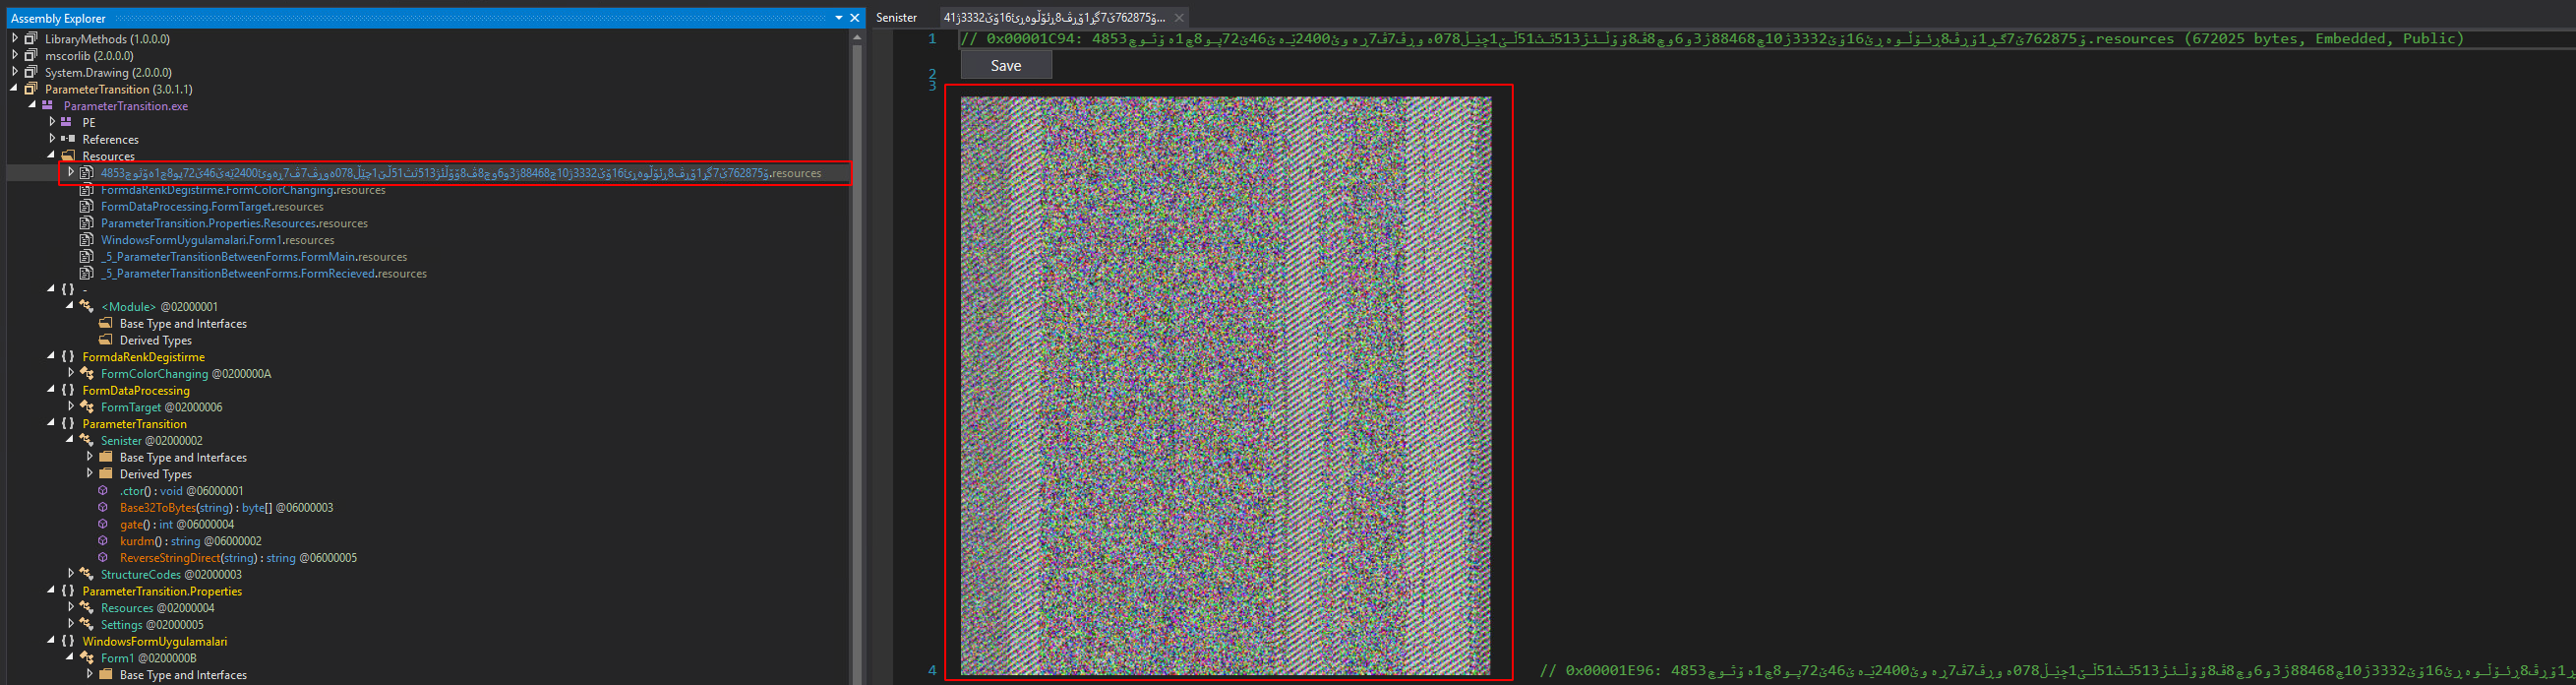 Assembly Explorer
LibraryMethods (1.0.0.0)
mscorlib (2.0.0.0)
System.Drawing (2.0.0.0)
ParameterTransition (3.0.1.1)
ParameterTransition.exe
PE
References
Resources
.resources
FormdaRenkDegistirme.FormColorChanging.resources
FormDataProcessing.FormTarget.resources
ParameterTransition.Properties.Resources.resources
WindowsFormUygulamalari.Form1.resources
_5_ParameterTransitionBetweenForms.FormMain.resources
_5_ParameterTransitionBetweenForms.FormRecieved.resources
{ } -
<Module> @02000001
Base Type and Interfaces
Derived Types
{ } FormdaRenkDegistirme
FormColorChanging @0200000A
{ } FormDataProcessing
FormTarget @02000006
{ } ParameterTransition
Senister @02000002
Base Type and Interfaces
Derived Types
.ctor() : void @06000001
Base32ToBytes(string) : byte[] @06000003
gate() : int @06000004
kurdm() : string @06000002
ReverseStringDirect(string) : string @06000005
StructureCodes @02000003
{ } ParameterTransition.Properties
Resources @02000004
Settings @02000005
{ } WindowsFormUygulamalari
Form1 @0200000B
Base Type and Interfaces
Senister
1 // 0x00001C94: .resources (672025 bytes, Embedded, Public)
Save
2
3
4 // 0x00001E96: